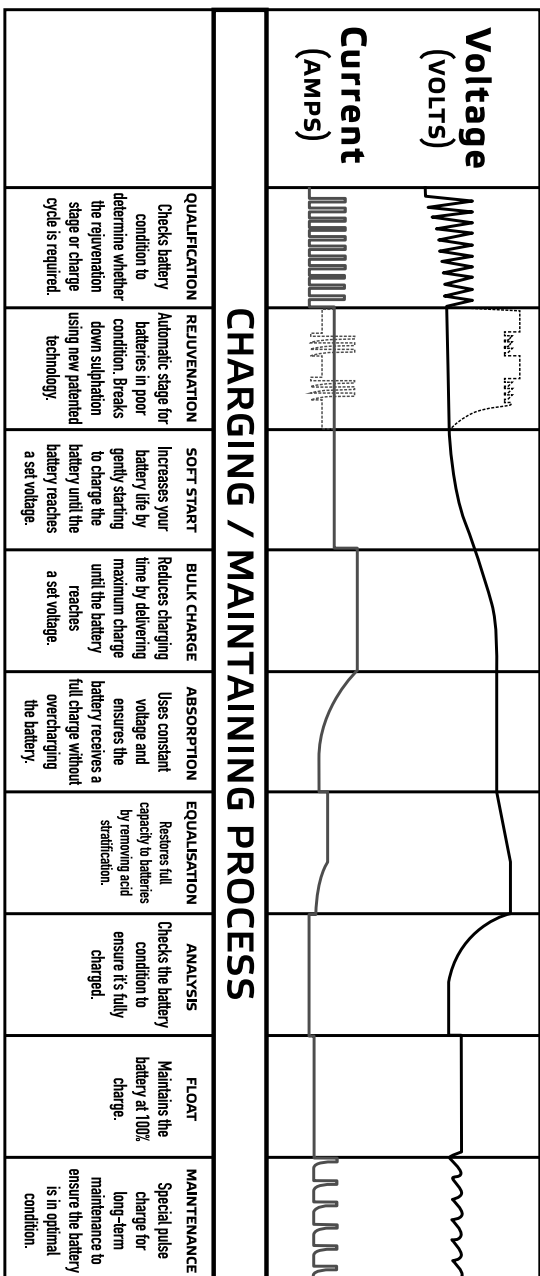 Voltage
(VOLTS)
Current
(AMPS)
CHARGING / MAINTAINING PROCESS
QUALIFICATION
Checks battery
condition to
determine whether
the rejuvenation
stage or charge
cycle is required.
REJUVENATION
Automatic stage for
batteries in poor
condition. Breaks
down sulphation
using new patented
technology.
SOFT START
Increases your
battery life by
gently starting
to charge the
battery until the
battery reaches
a set voltage.
BULK CHARGE
Reduces charging
time by delivering
maximum charge
until the battery
reaches
a set voltage.
ABSORPTION
Uses constant
voltage and
ensures the
battery receives a
full charge without
overcharging
the battery.
EQUALISATION
Restores full
capacity to batteries
by removing acid
stratification.
ANALYSIS
Checks the battery
condition to
ensure it's fully
charged.
FLOAT
Maintains the
battery at 100%
charge.
MAINTENANCE
Special pulse
charge for
long-term
maintenance to
ensure the battery
is in optimal
condition.